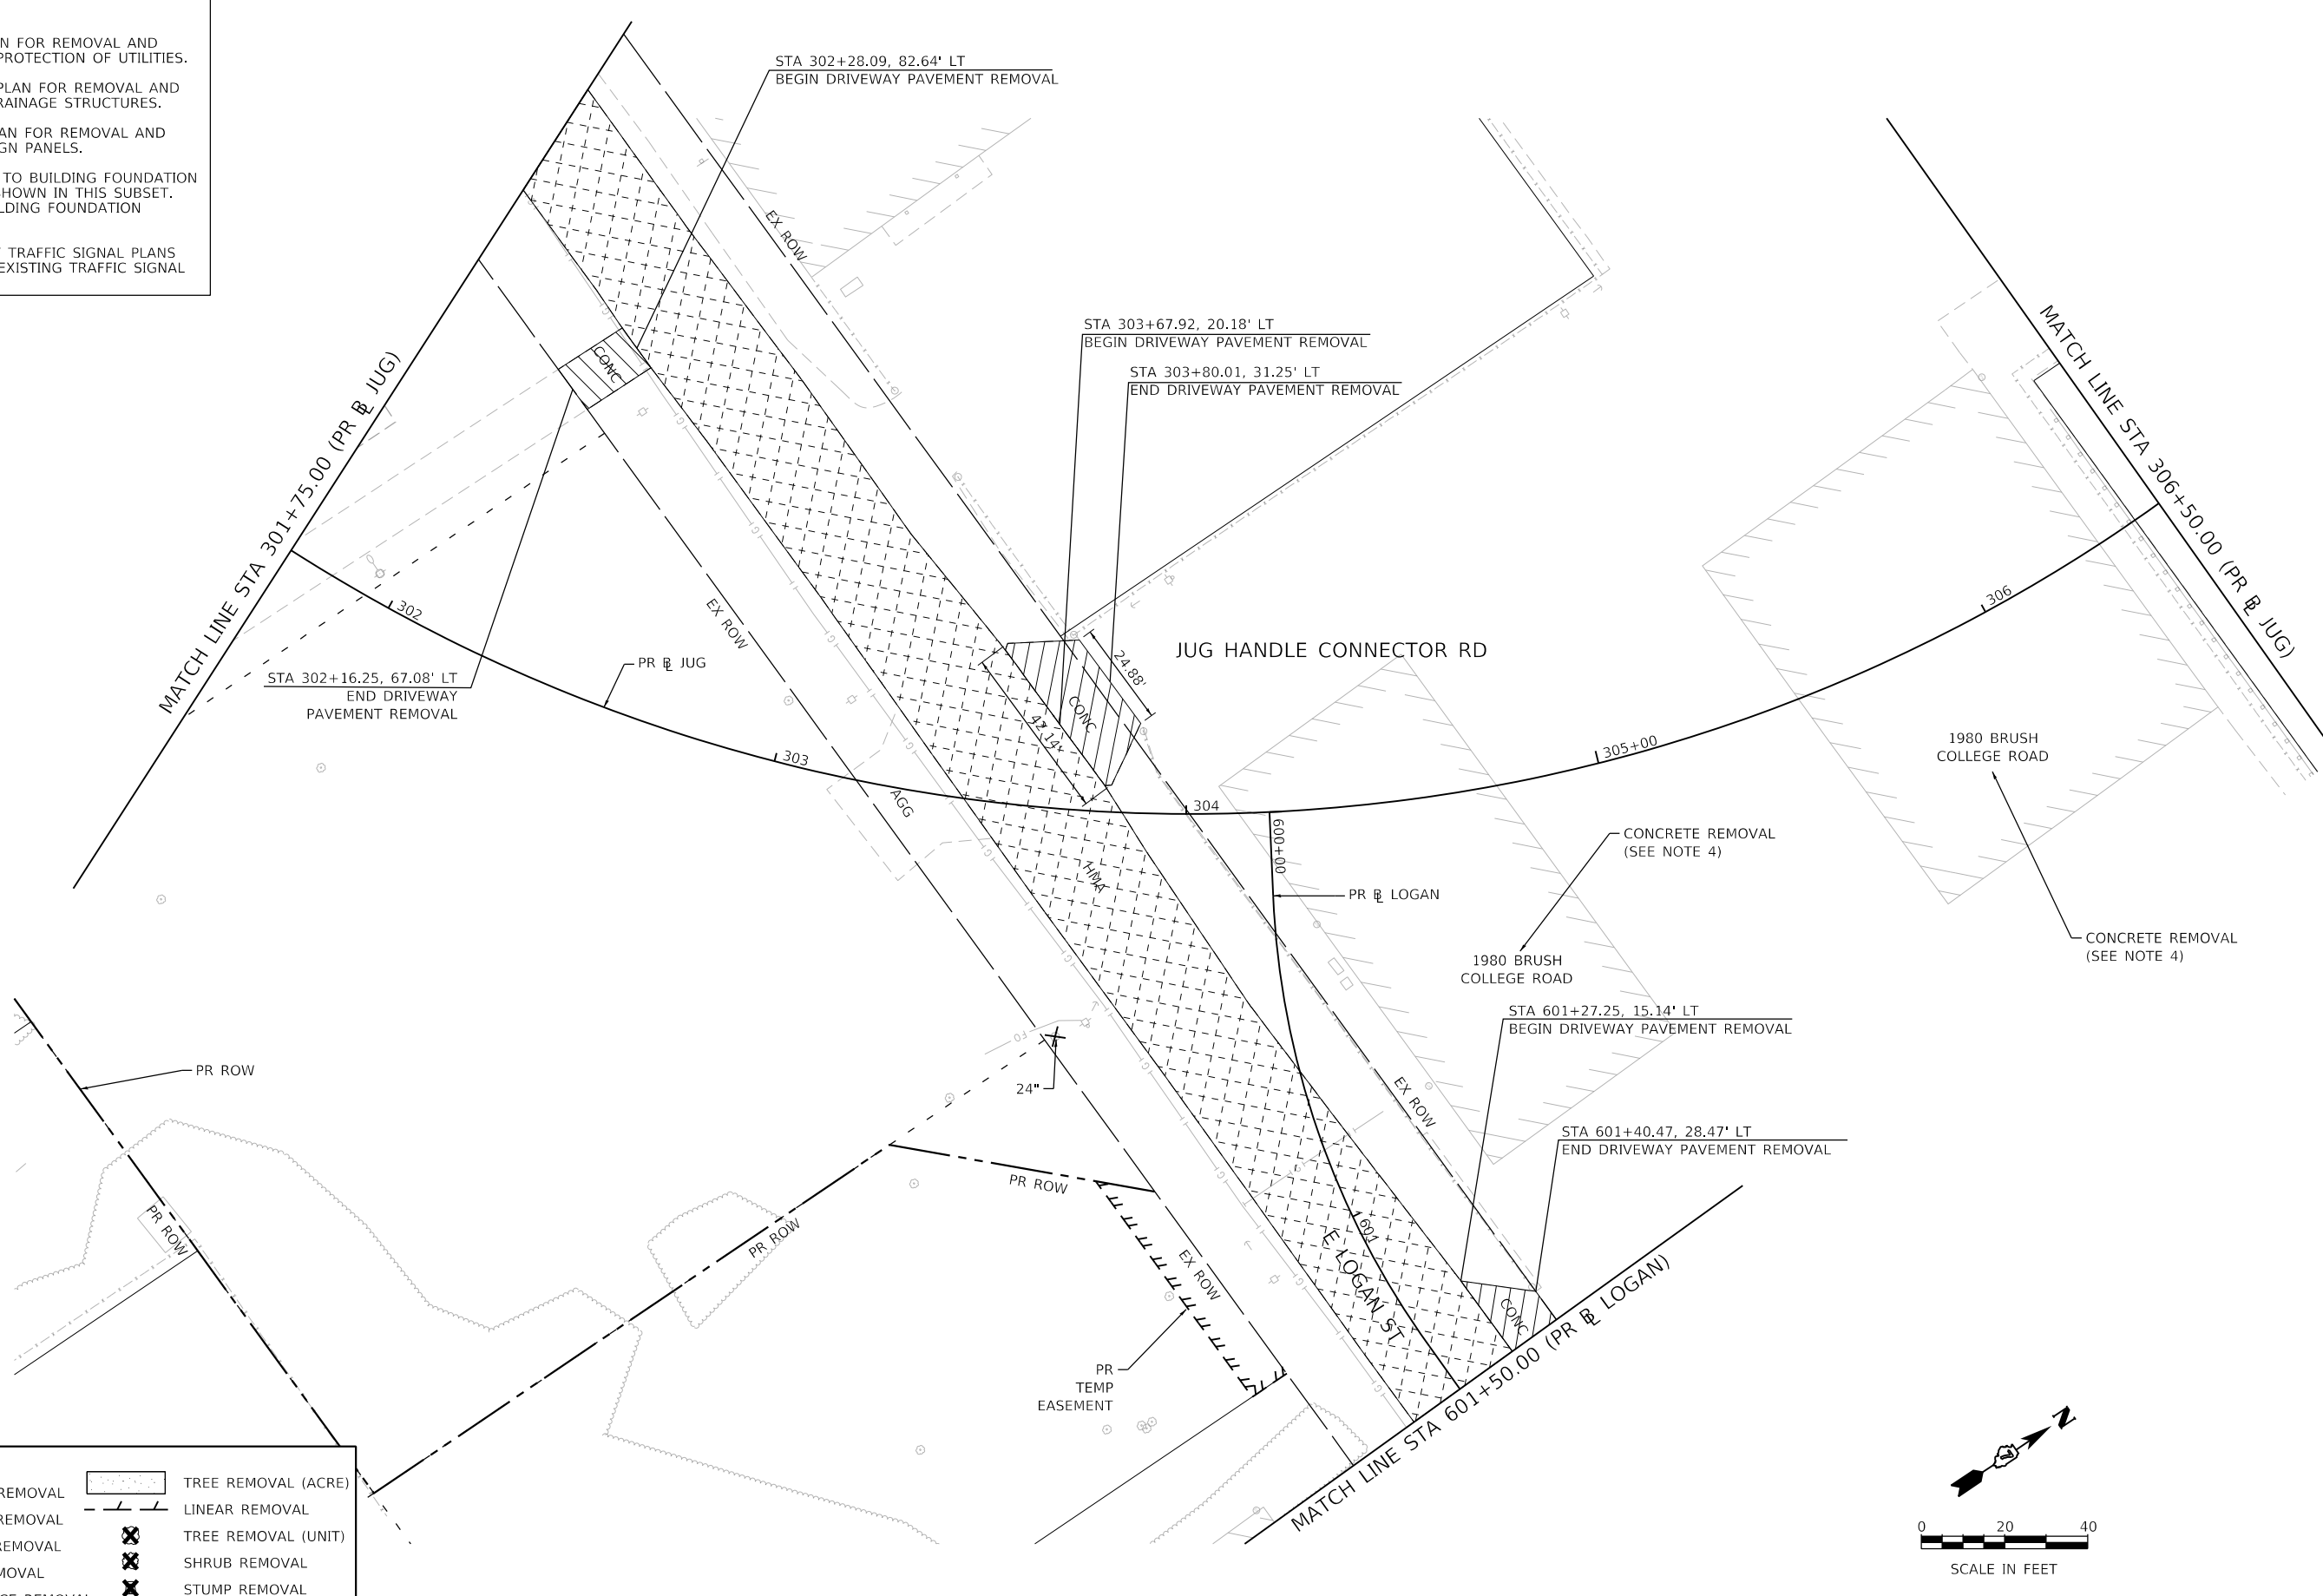 N FOR REMOVAL AND
PROTECTION OF UTILITIES.
PLAN FOR REMOVAL AND
RAINAGE STRUCTURES.
AN FOR REMOVAL AND
GN PANELS.
TO BUILDING FOUNDATION
SHOWN IN THIS SUBSET.
LDING FOUNDATION
TRAFFIC SIGNAL PLANS
EXISTING TRAFFIC SIGNAL
STA 302+28.09, 82.64' LT
BEGIN DRIVEWAY PAVEMENT REMOVAL
EX ROW
STA 303+67.92, 20.18' LT
BEGIN DRIVEWAY PAVEMENT REMOVAL
STA 303+80.01, 31.25' LT
END DRIVEWAY PAVEMENT REMOVAL
MATCH LINE STA 301+75.00 (PR BL JUG)
MATCH LINE STA 306+50.00 (PR BL JUG)
CONC
302
EX ROW
306
JUG HANDLE CONNECTOR RD
24.88'
PR BL JUG
STA 302+16.25, 67.08' LT
END DRIVEWAY
PAVEMENT REMOVAL
CONC
42.14'
303
305+00
1980 BRUSH
COLLEGE ROAD
AGG
304
600+00
CONCRETE REMOVAL
(SEE NOTE 4)
HMA
PR BL LOGAN
CONCRETE REMOVAL
(SEE NOTE 4)
1980 BRUSH
COLLEGE ROAD
STA 601+27.25, 15.14' LT
BEGIN DRIVEWAY PAVEMENT REMOVAL
FO
PR ROW
24"
EX ROW
STA 601+40.47, 28.47' LT
END DRIVEWAY PAVEMENT REMOVAL
PR ROW
PR ROW
PR ROW
EX ROW
601
E LOGAN ST
CONC
PR
TEMP
EASEMENT
MATCH LINE STA 601+50.00 (PR BL LOGAN)
N
0 20 40
SCALE IN FEET
TREE REMOVAL (ACRE)
REMOVAL
LINEAR REMOVAL
REMOVAL
TREE REMOVAL (UNIT)
REMOVAL
SHRUB REMOVAL
MOVAL
STUMP REMOVAL